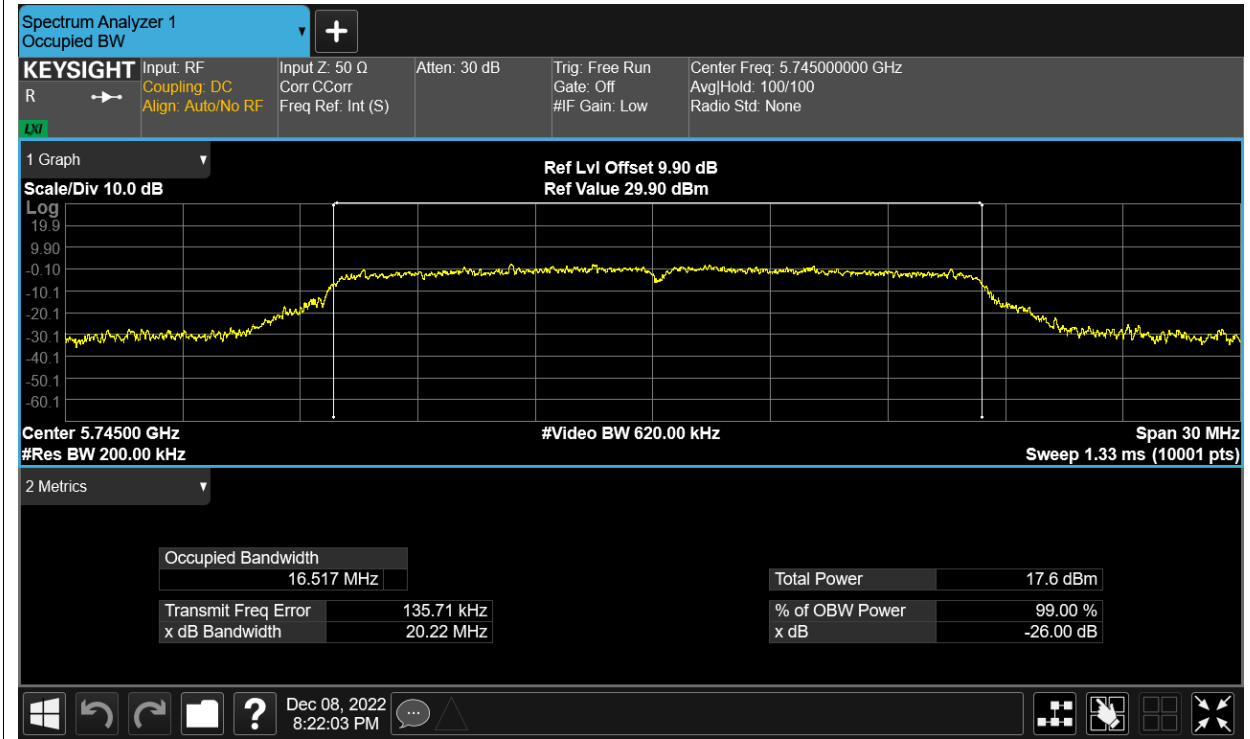 Spectrum Analyzer 1
Occupied BW
KEYSIGHT
R
LXI
Input: RF
Coupling: DC
Align: Auto/No RF
Input Z: 50 Ω
Corr CCorr
Freq Ref: Int (S)
Atten: 30 dB
Trig: Free Run
Gate: Off
#IF Gain: Low
Center Freq: 5.745000000 GHz
Avg|Hold: 100/100
Radio Std: None
1 Graph
Scale/Div 10.0 dB
Ref Lvl Offset 9.90 dB
Ref Value 29.90 dBm
Log
19.9
9.90
-0.10
-10.1
-20.1
-30.1
-40.1
-50.1
-60.1
Center 5.74500 GHz
#Res BW 200.00 kHz
#Video BW 620.00 kHz
Span 30 MHz
Sweep 1.33 ms (10001 pts)
2 Metrics
Occupied Bandwidth
16.517 MHz
Transmit Freq Error 135.71 kHz
x dB Bandwidth 20.22 MHz
Total Power 17.6 dBm
% of OBW Power 99.00 %
x dB -26.00 dB
?
Dec 08, 2022
8:22:03 PM